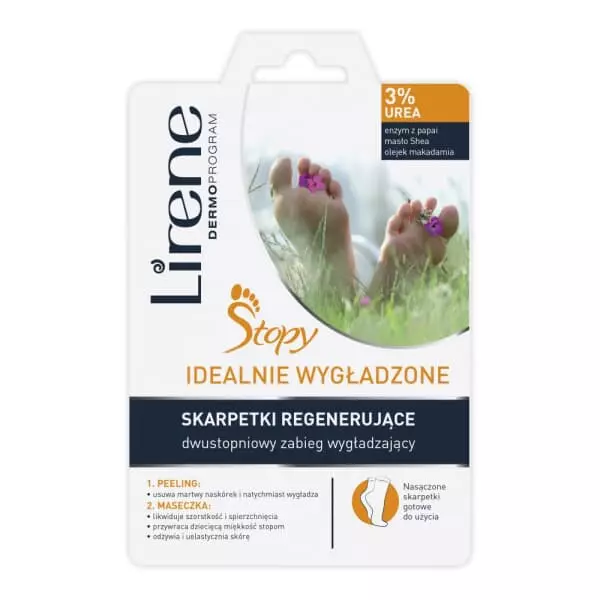 Lirene
DERMOPROGRAM
3%
UREA
enzym z papai
masło Shea
olejek makadamia
Stopy
IDEALNIE WYGŁADZONE
SKARPETKI REGENERUJĄCE
dwustopniowy zabieg wygładzający
1. PEELING:
• usuwa martwy naskórek i natychmiast wygładza
2. MASECZKA:
• likwiduje szorstkość i spierzchnięcia
• przywraca dziecięcą miękkość stopom
• odżywia i uelastycznia skórę
Nasączone
skarpetki
gotowe
do użycia